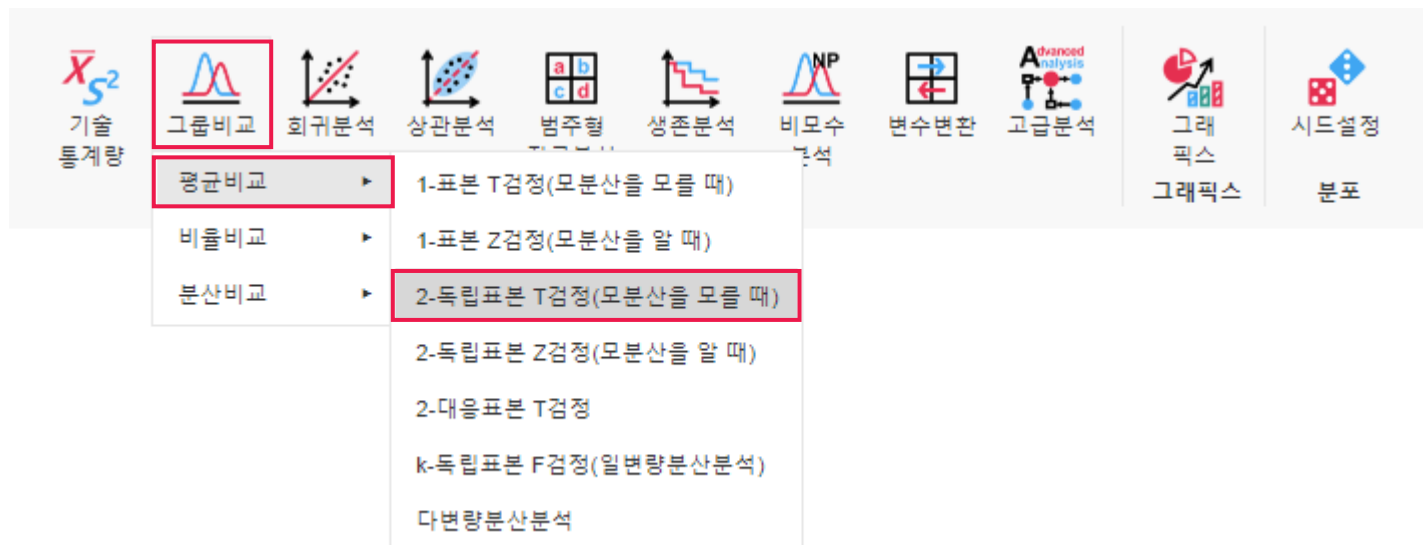 X S²
기술
통계량
그룹비교
회귀분석
상관분석
a b
c d
범주형
생존분석
NP
비모수
분석
변수변환
Advanced
Analysis
고급분석
그래
픽스
그래픽스
시드설정
분포
평균비교
비율비교
분산비교
1-표본 T검정(모분산을 모를 때)
1-표본 Z검정(모분산을 알 때)
2-독립표본 T검정(모분산을 모를 때)
2-독립표본 Z검정(모분산을 알 때)
2-대응표본 T검정
k-독립표본 F검정(일변량분산분석)
다변량분산분석